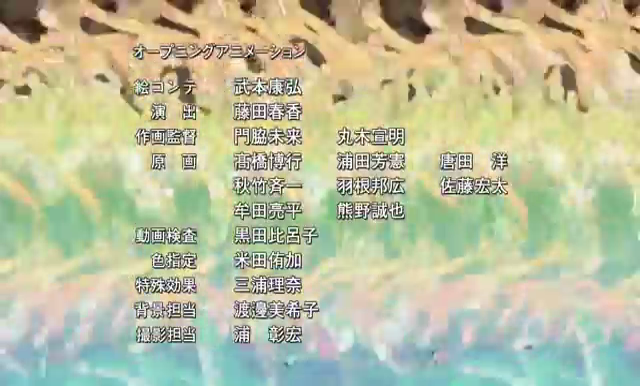 オープニングアニメーション
絵コンテ 武本康弘
演 出 藤田春香
作画監督 門脇未来 丸木宣明
原 画 髙橋博行 浦田芳憲 唐田 洋
秋竹斉一 羽根邦広 佐藤宏太
牟田亮平 熊野誠也
動画検査 黒田比呂子
色指定 米田侑加
特殊効果 三浦理奈
背景担当 渡邊美希子
撮影担当 浦 彰宏